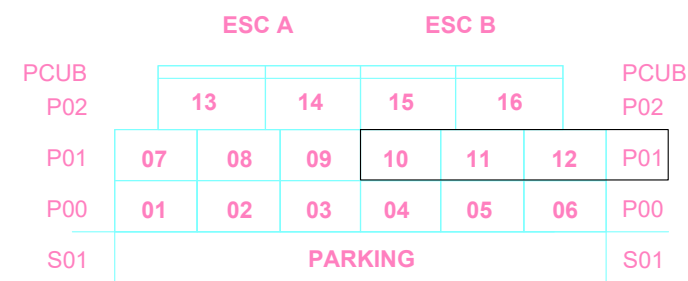 ESC A ESC B
PCUB PCUB
P02 13 14 15 16 P02
P01 07 08 09 10 11 12 P01
P00 01 02 03 04 05 06 P00
S01 PARKING S01